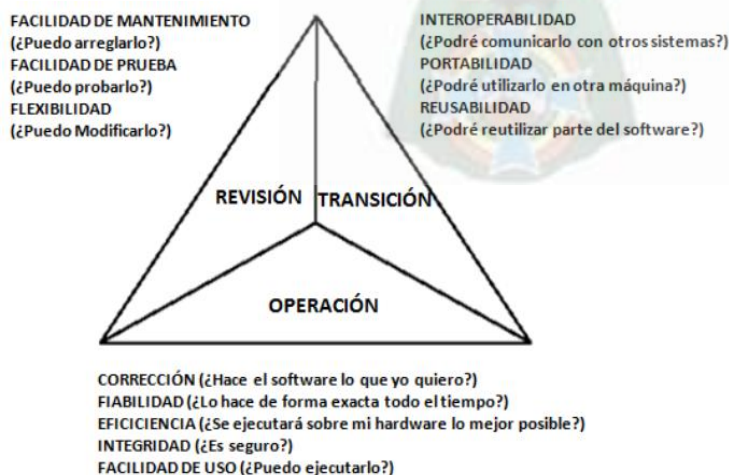 FACILIDAD DE MANTENIMIENTO
(¿Puedo arreglarlo?)
FACILIDAD DE PRUEBA
(¿Puedo probarlo?)
FLEXIBILIDAD
(¿Puedo Modificarlo?)
INTEROPERABILIDAD
(¿Podré comunicarlo con otros sistemas?)
PORTABILIDAD
(¿Podré utilizarlo en otra máquina?)
REUSABILIDAD
(¿Podré reutilizar parte del software?)
REVISIÓN
TRANSICIÓN
OPERACIÓN
CORRECCIÓN (¿Hace el software lo que yo quiero?)
FIABILIDAD (¿Lo hace de forma exacta todo el tiempo?)
EFICICIENCIA (¿Se ejecutará sobre mi hardware lo mejor posible?)
INTEGRIDAD (¿Es seguro?)
FACILIDAD DE USO (¿Puedo ejecutarlo?)